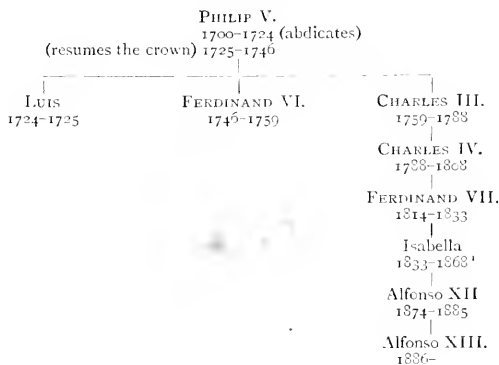 PHILIP V.
1700-1724 (abdicates)
(resumes the crown) 1725-1746
LUIS
1724-1725
FERDINAND VI.
1746-1759
CHARLES III.
1759-1788
CHARLES IV.
1788-1808
FERDINAND VII.
1814-1833
Isabella
1833-1868¹
Alfonso XII
1874-1885
Alfonso XIII.
1886-